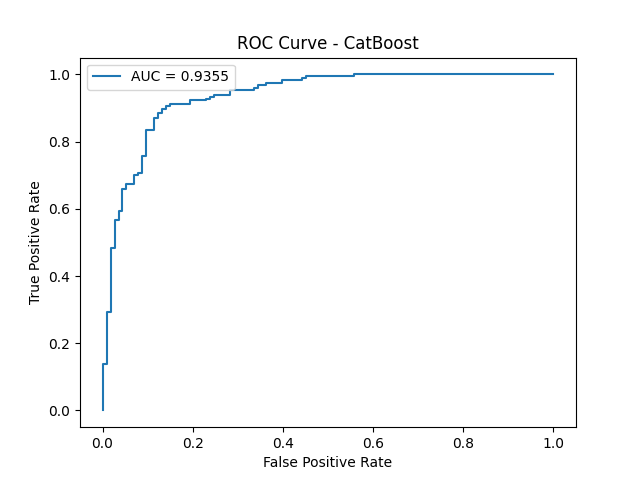 ROC Curve - CatBoost
AUC = 0.9355
1.0
0.8
0.6
0.4
0.2
0.0
True Positive Rate
0.0 0.2 0.4 0.6 0.8 1.0
False Positive Rate